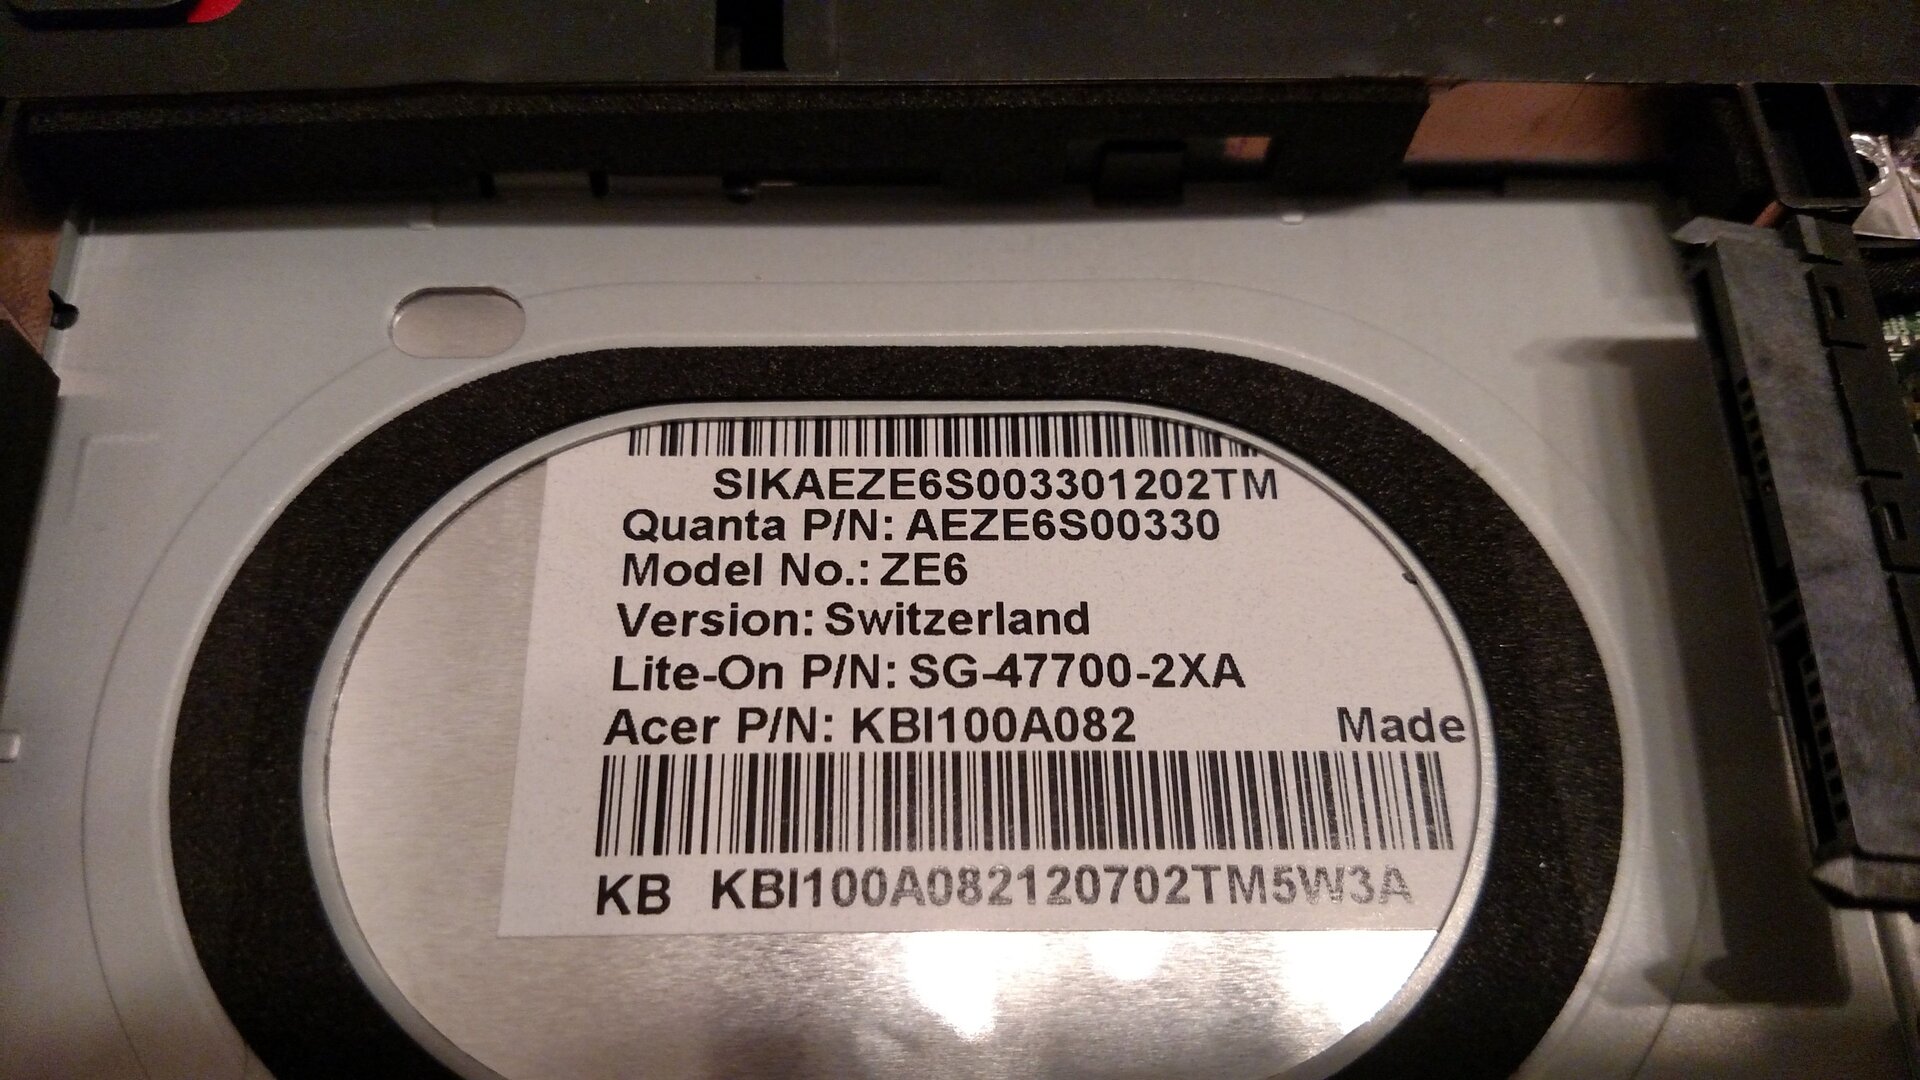 SIKAEZE6S003301202TM
Quanta P/N: AEZE6S00330
Model No.: ZE6
Version: Switzerland
Lite-On P/N: SG-47700-2XA
Acer P/N: KBI100A082 Made
KB KBI100A082120702TM5W3A